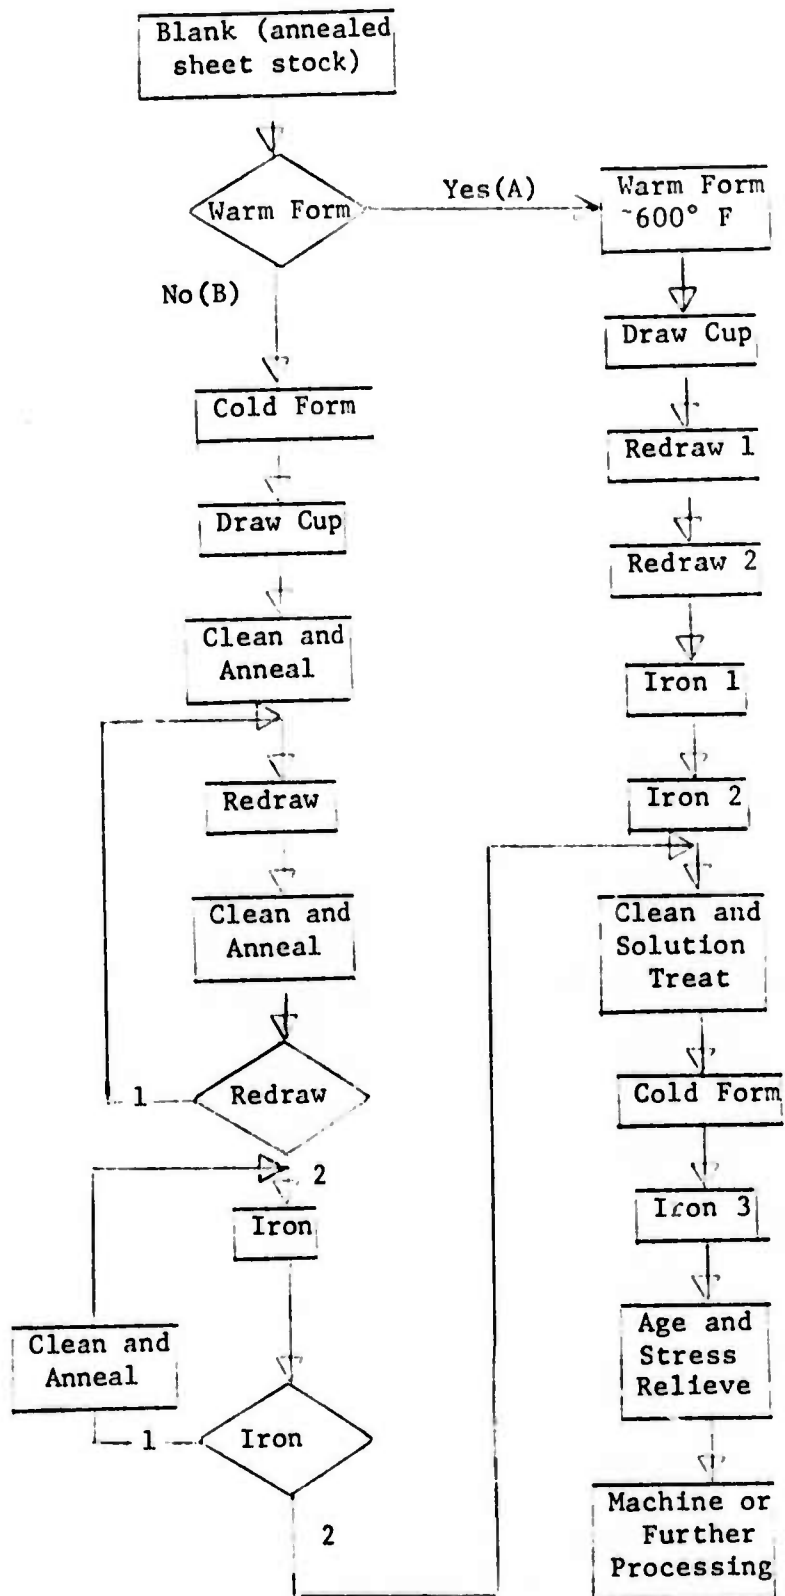 Blank (annealed
sheet stock)
Warm Form
Yes(A)
Warm Form
~600° F
No(B)
Draw Cup
Cold Form
Redraw 1
Draw Cup
Redraw 2
Clean and
Anneal
Iron 1
Redraw
Iron 2
Clean and
Anneal
Clean and
Solution
Treat
Redraw
1
Cold Form
2
Iron
Iron 3
Clean and
Anneal
Age and
Stress
Relieve
Iron
1
2
Machine or
Further
Processing